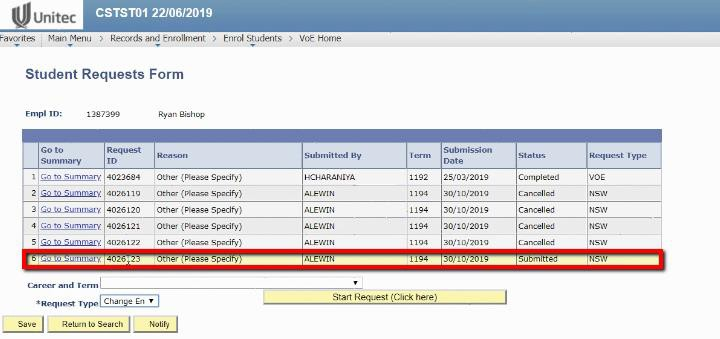 Unitec CSTST01 22/06/2019
Favorites Main Menu > Records and Enrollment > Enrol Students > VoE Home
Student Requests Form
Empl ID: 1387399 Ryan Bishop
Go to Summary Request ID Reason Submitted By Term Submission Date Status Request Type
1 Go to Summary 4023684 Other (Please Specify) HCHARANIYA 1192 25/03/2019 Completed VOE
2 Go to Summary 4026119 Other (Please Specify) ALEWIN 1194 30/10/2019 Cancelled NSW
3 Go to Summary 4026120 Other (Please Specify) ALEWIN 1194 30/10/2019 Cancelled NSW
4 Go to Summary 4026121 Other (Please Specify) ALEWIN 1194 30/10/2019 Cancelled NSW
5 Go to Summary 4026122 Other (Please Specify) ALEWIN 1194 30/10/2019 Cancelled NSW
6 Go to Summary 4026123 Other (Please Specify) ALEWIN 1194 30/10/2019 Submitted NSW
Career and Term
*Request Type Change En Start Request (Click here)
Save Return to Search Notify